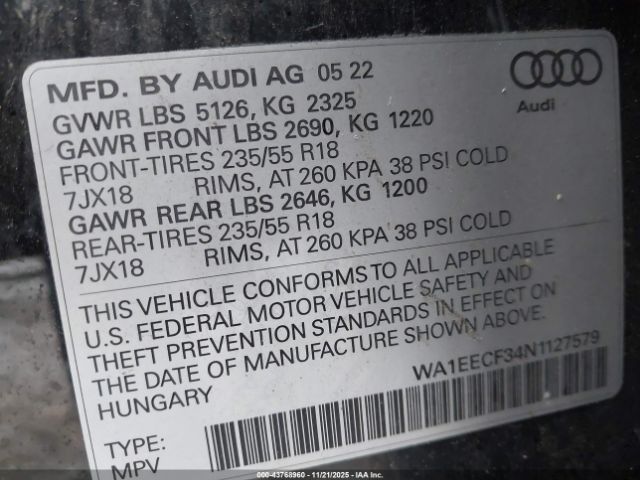 MFD. BY AUDI AG 05 22
GVWR LBS 5126, KG 2325
GAWR FRONT LBS 2690, KG 1220
FRONT-TIRES 235/55 R18
7JX18 RIMS, AT 260 KPA 38 PSI COLD
GAWR REAR LBS 2646, KG 1200
REAR-TIRES 235/55 R18
7JX18 RIMS, AT 260 KPA 38 PSI COLD
Audi
THIS VEHICLE CONFORMS TO ALL APPLICABLE
U.S. FEDERAL MOTOR VEHICLE SAFETY AND
THEFT PREVENTION STANDARDS IN EFFECT ON
THE DATE OF MANUFACTURE SHOWN ABOVE.
HUNGARY
WA1EECF34N1127579
TYPE:
MPV
000-43768960 - 11/21/2025 - IAAI.CA